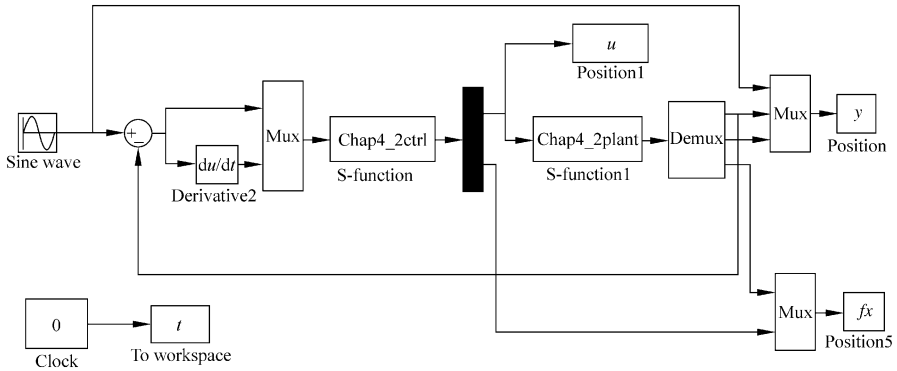 u
Position1
Sine wave
+
−
du/dt
Derivative2
Mux
Chap4_2ctrl
S-function
Chap4_2plant
S-function1
Demux
Mux
y
Position
0
Clock
t
To workspace
Mux
fx
Position5